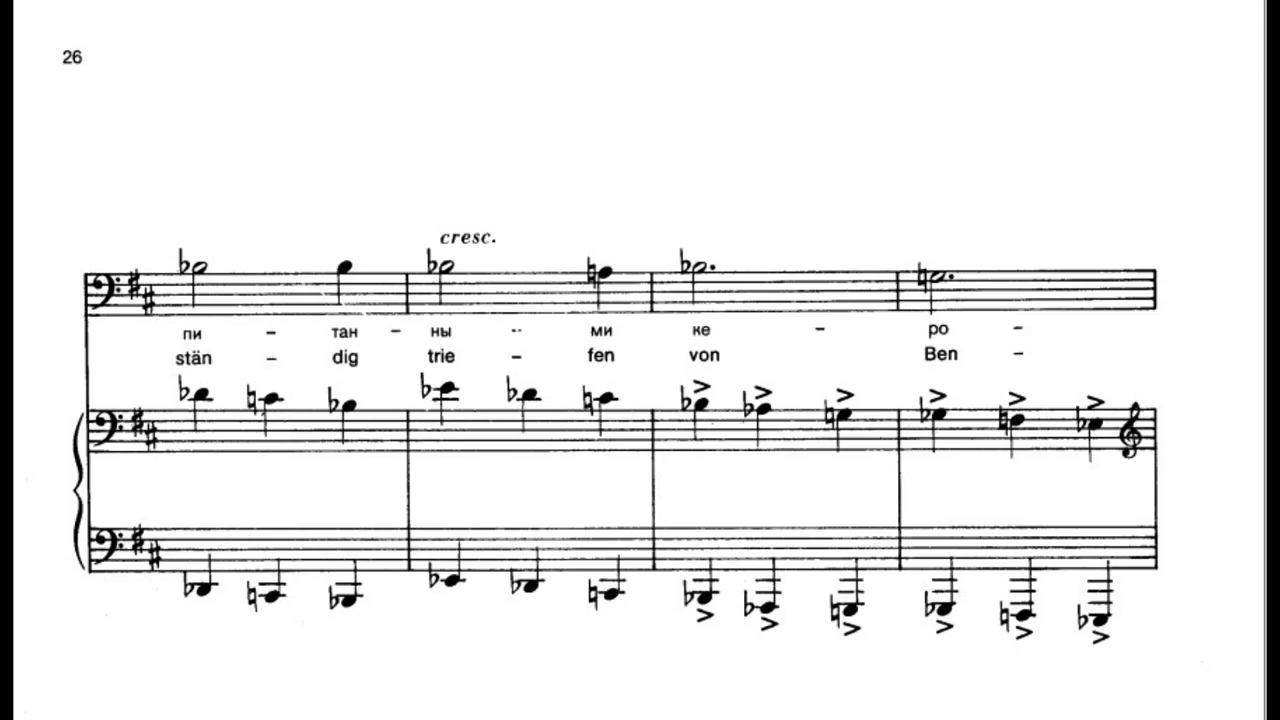 26
cresc.
пи - тан - ны - ми ке - ро -
stän - dig trie - fen von Ben -